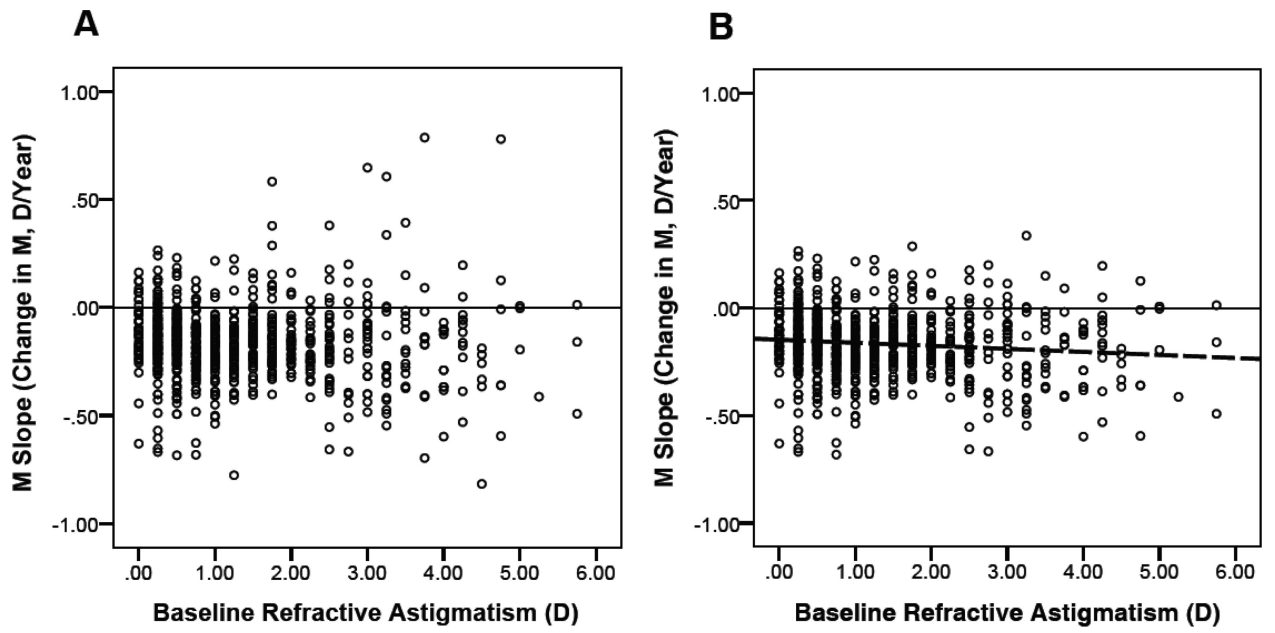 A
1.00
.50
.00
-.50
-1.00
M Slope (Change in M, D/Year)
.00 1.00 2.00 3.00 4.00 5.00 6.00
Baseline Refractive Astigmatism (D)
B
1.00
.50
.00
-.50
-1.00
M Slope (Change in M, D/Year)
.00 1.00 2.00 3.00 4.00 5.00 6.00
Baseline Refractive Astigmatism (D)